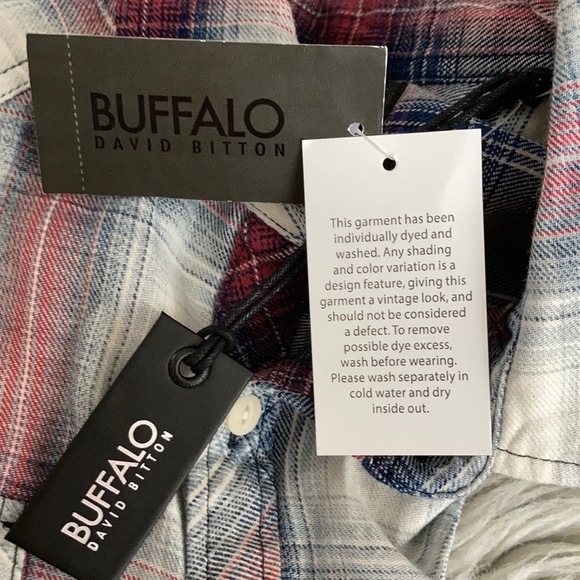 BUFFALO
DAVID BITTON
This garment has been
individually dyed and
washed. Any shading
and color variation is a
design feature, giving this
garment a vintage look, and
should not be considered
a defect. To remove
possible dye excess,
wash before wearing.
Please wash separately in
cold water and dry
inside out.
BUFFALO
DAVID BITTON